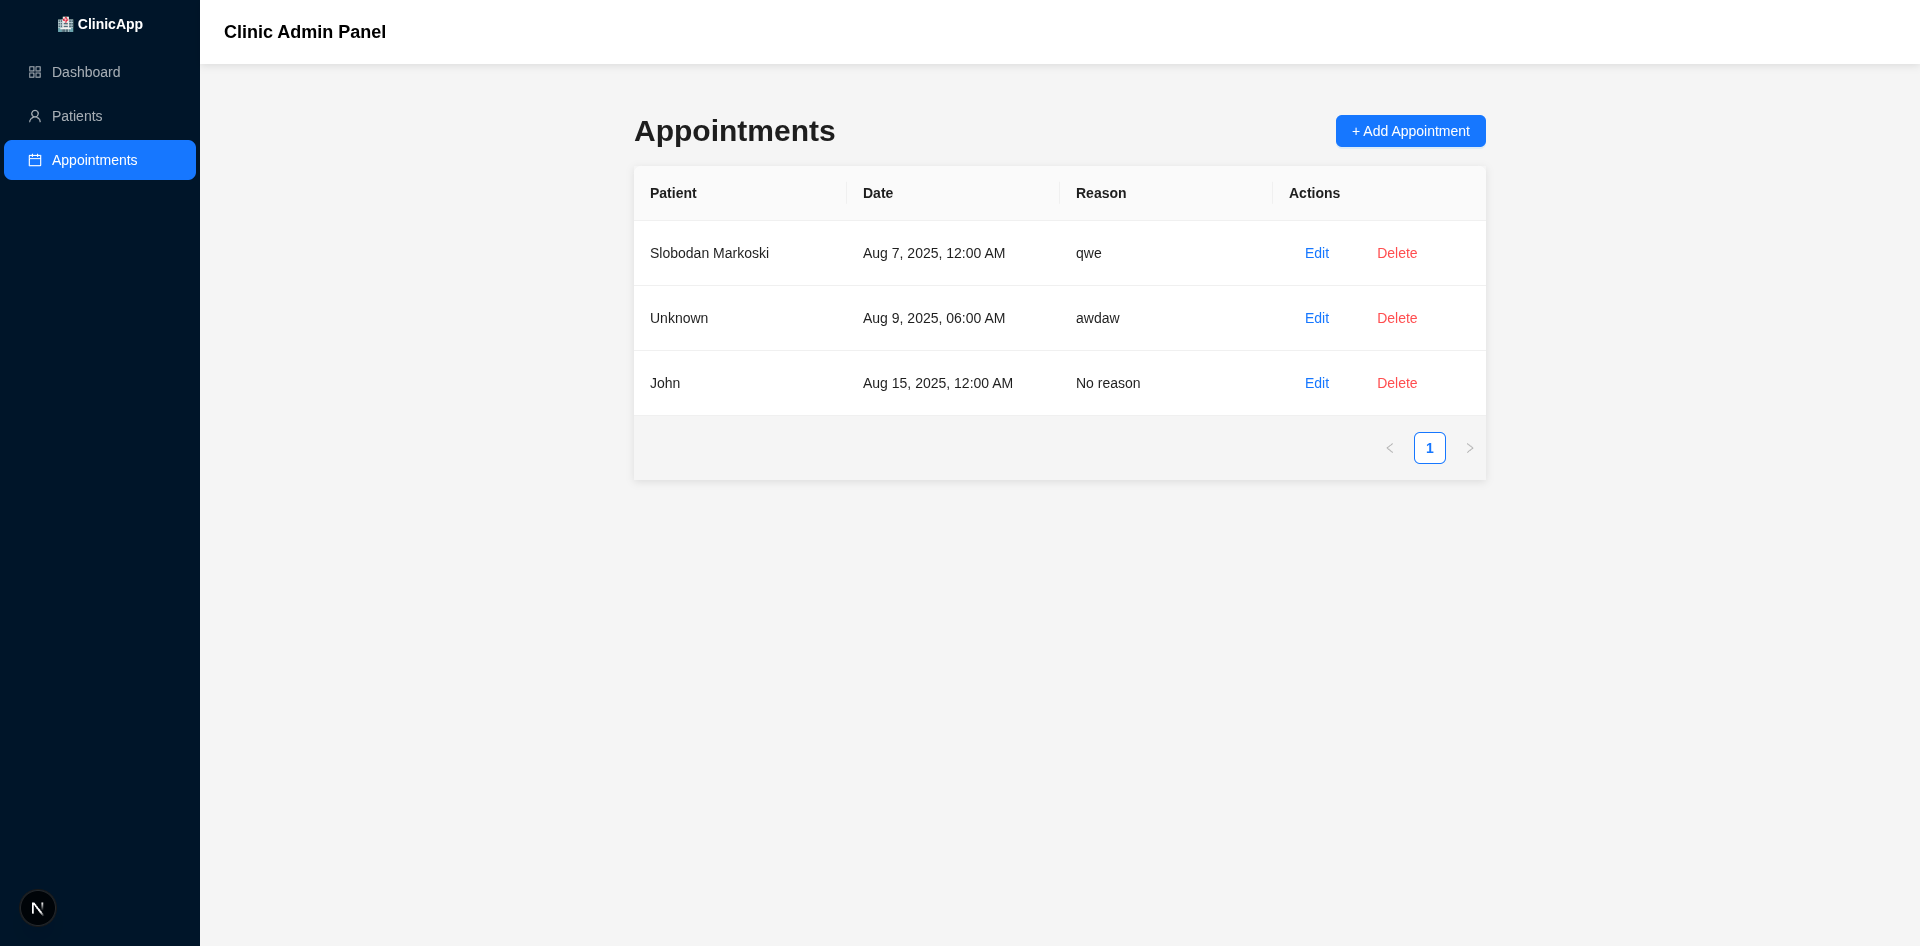 🏥 ClinicApp
Clinic Admin Panel
Dashboard
Patients
Appointments
Appointments
+ Add Appointment
Patient Date Reason Actions
Slobodan Markoski Aug 7, 2025, 12:00 AM qwe Edit Delete
Unknown Aug 9, 2025, 06:00 AM awdaw Edit Delete
John Aug 15, 2025, 12:00 AM No reason Edit Delete
1
N